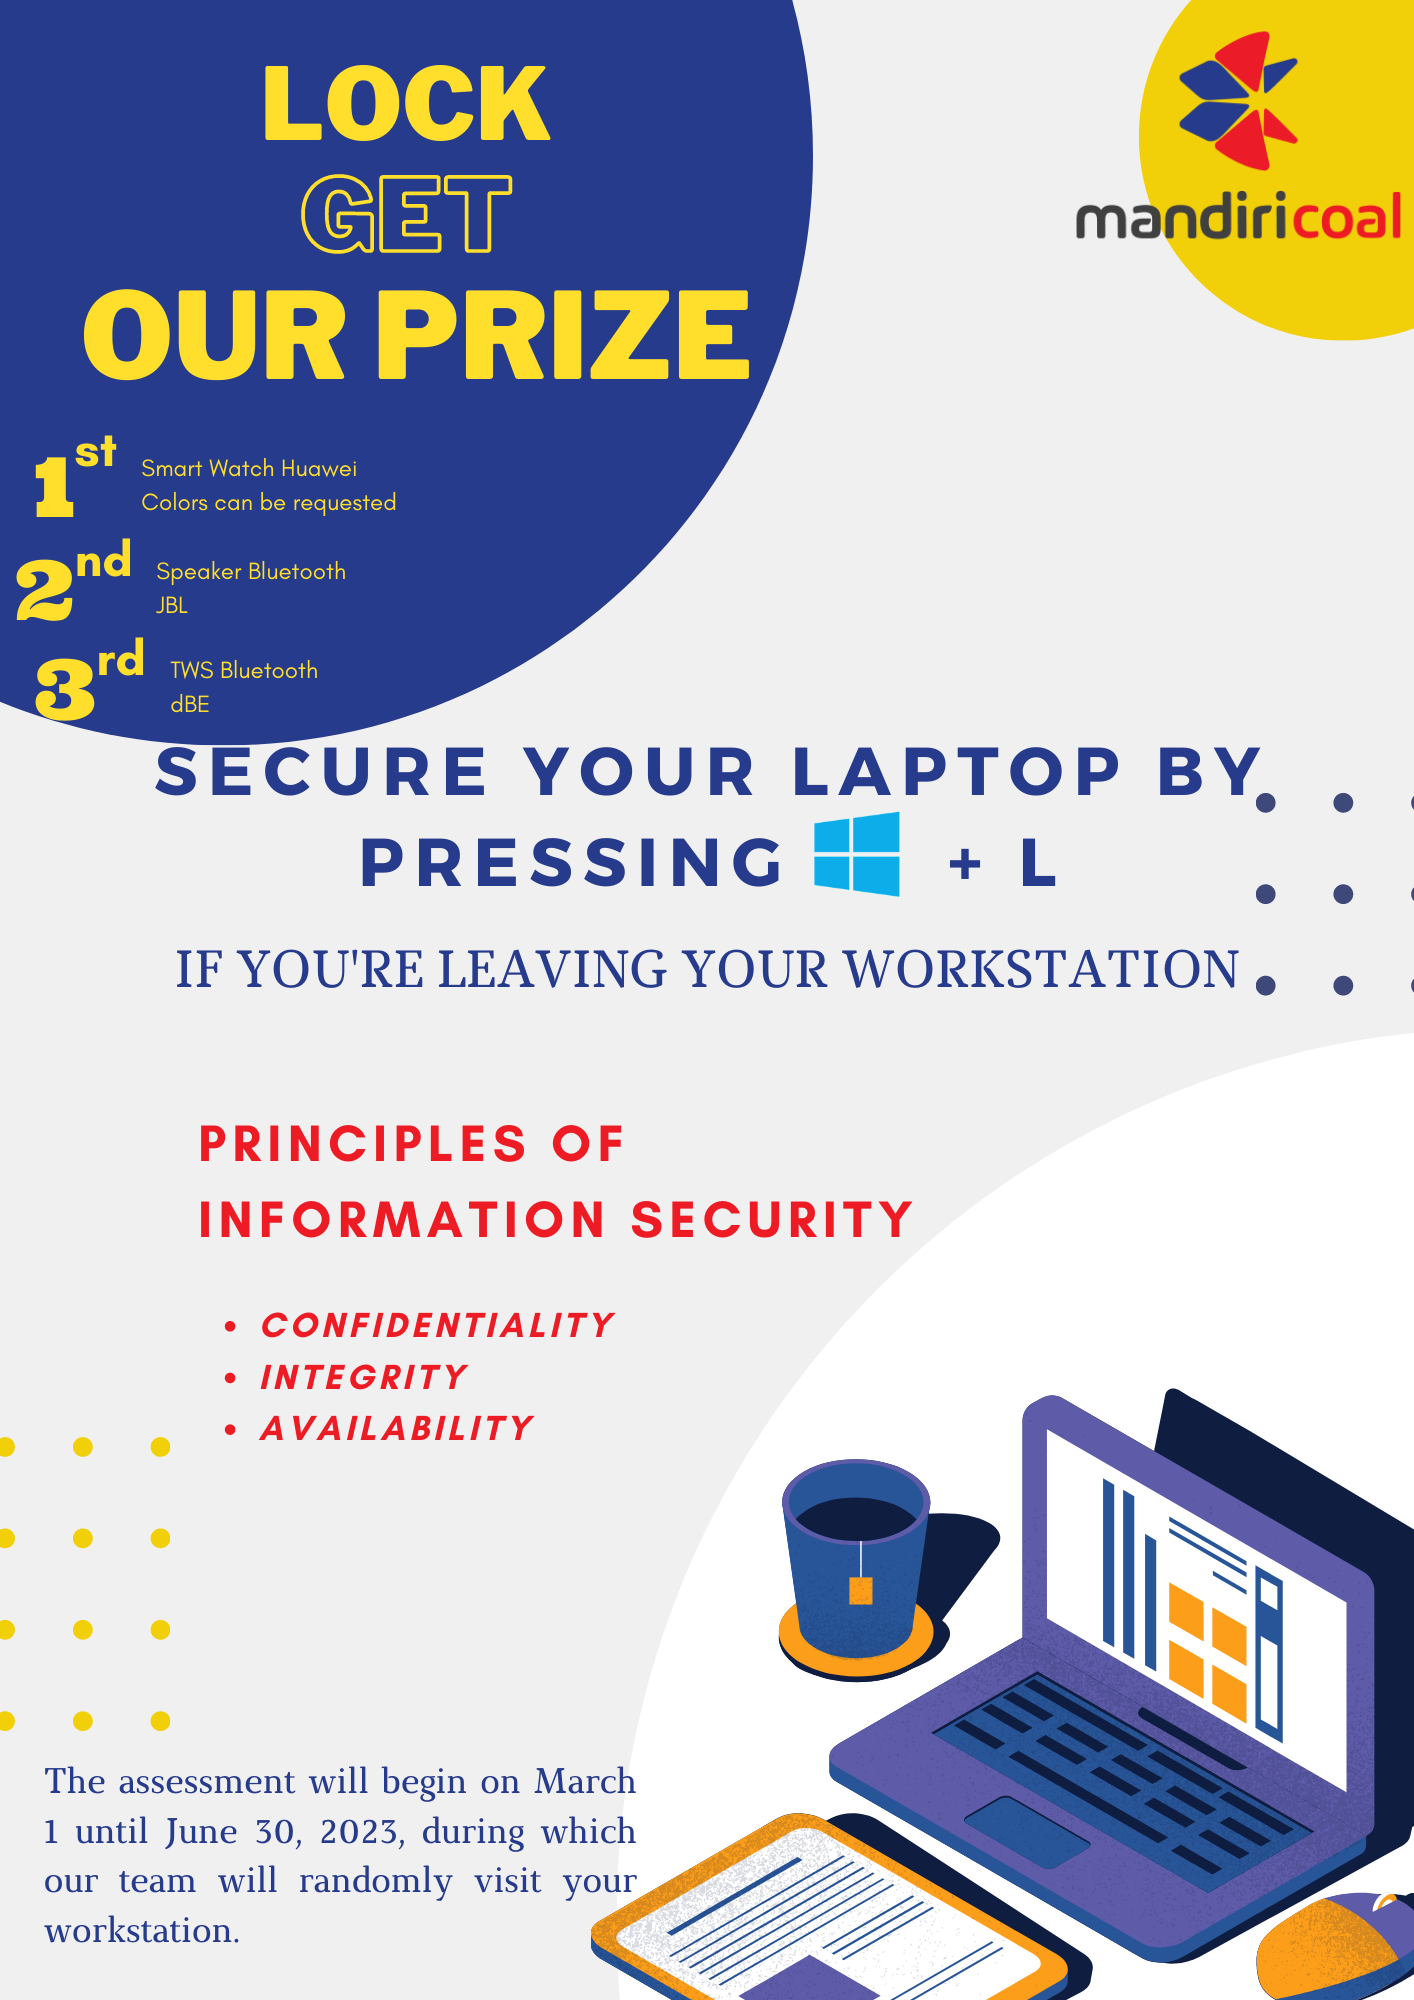 LOCK
GET
OUR PRIZE
mandiricoal
1st
Smart Watch Huawei
Colors can be requested
2nd
Speaker Bluetooth
JBL
3rd
TWS Bluetooth
dBE
SECURE YOUR LAPTOP BY
PRESSING + L
IF YOU'RE LEAVING YOUR WORKSTATION
PRINCIPLES OF
INFORMATION SECURITY
• CONFIDENTIALITY
• INTEGRITY
• AVAILABILITY
The assessment will begin on March
1 until June 30, 2023, during which
our team will randomly visit your
workstation.